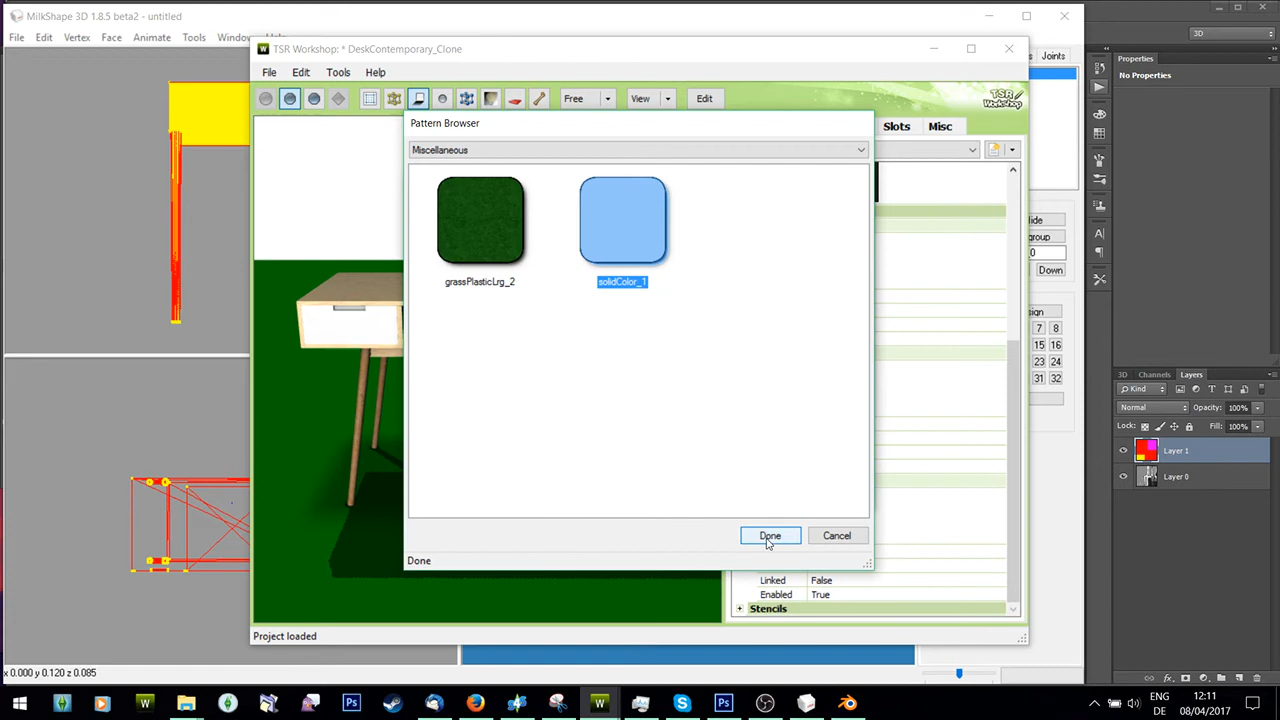 MilkShape 3D 1.8.5 beta2 - untitled
File Edit Vertex Face Animate Tools Window
TSR Workshop: * DeskContemporary_Clone
File Edit Tools Help
Free View Edit
TSR Workshop
Pattern Browser
Miscellaneous
grassPlasticLrg_2
solidColor_1
Done Cancel
Done
Slots Misc
Linked False
Enabled True
Stencils
Project loaded
x 0.000 y 0.120 z 0.085
Joints
Down
7 8
15 16
23 24
31 32
3D
Properties
No Properties
3D Channels Layers
Kind
Normal Opacity: 100%
Lock: Fill: 100%
Layer 1
Layer 0
ENG 12:11
DE 08/04/2017